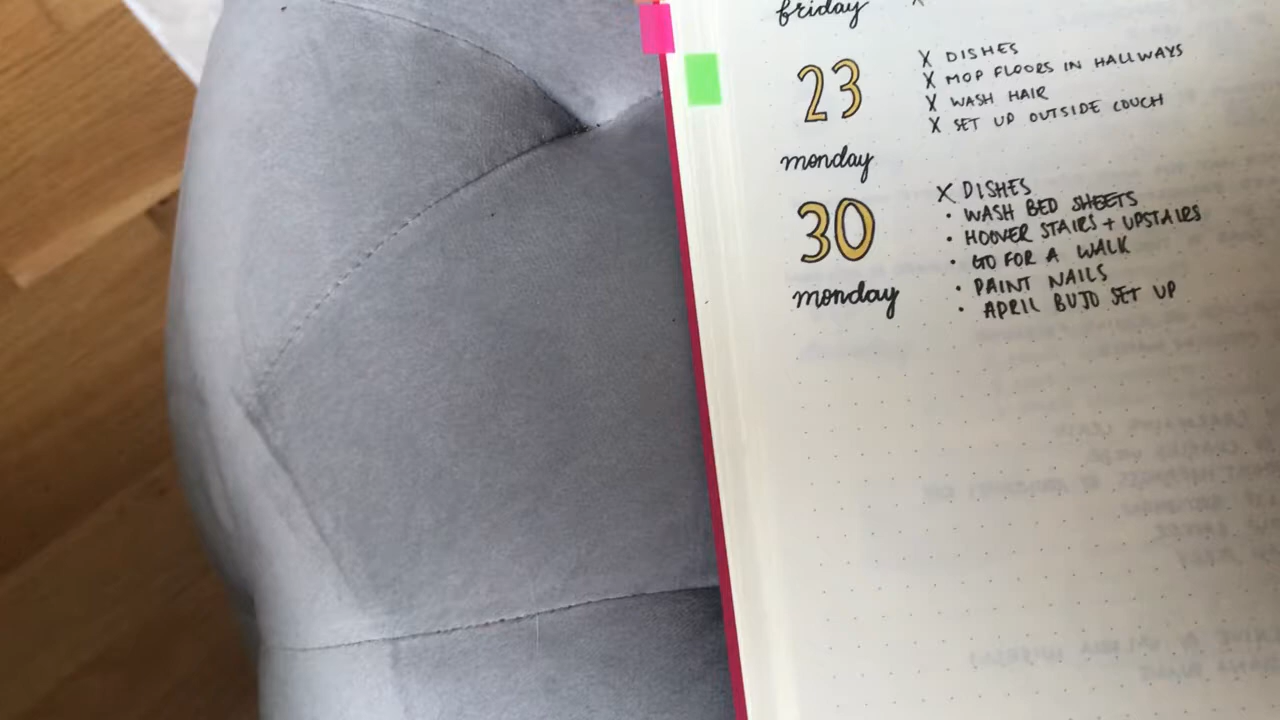 friday
X
23
monday
X DISHES
X MOP FLOORS IN HALLWAYS
X WASH HAIR
X SET UP OUTSIDE COUCH
30
monday
X DISHES
• WASH BED SHEETS
• HOOVER STAIRS + UPSTAIRS
• GO FOR A WALK
• PAINT NAILS
• APRIL BUJO SET UP